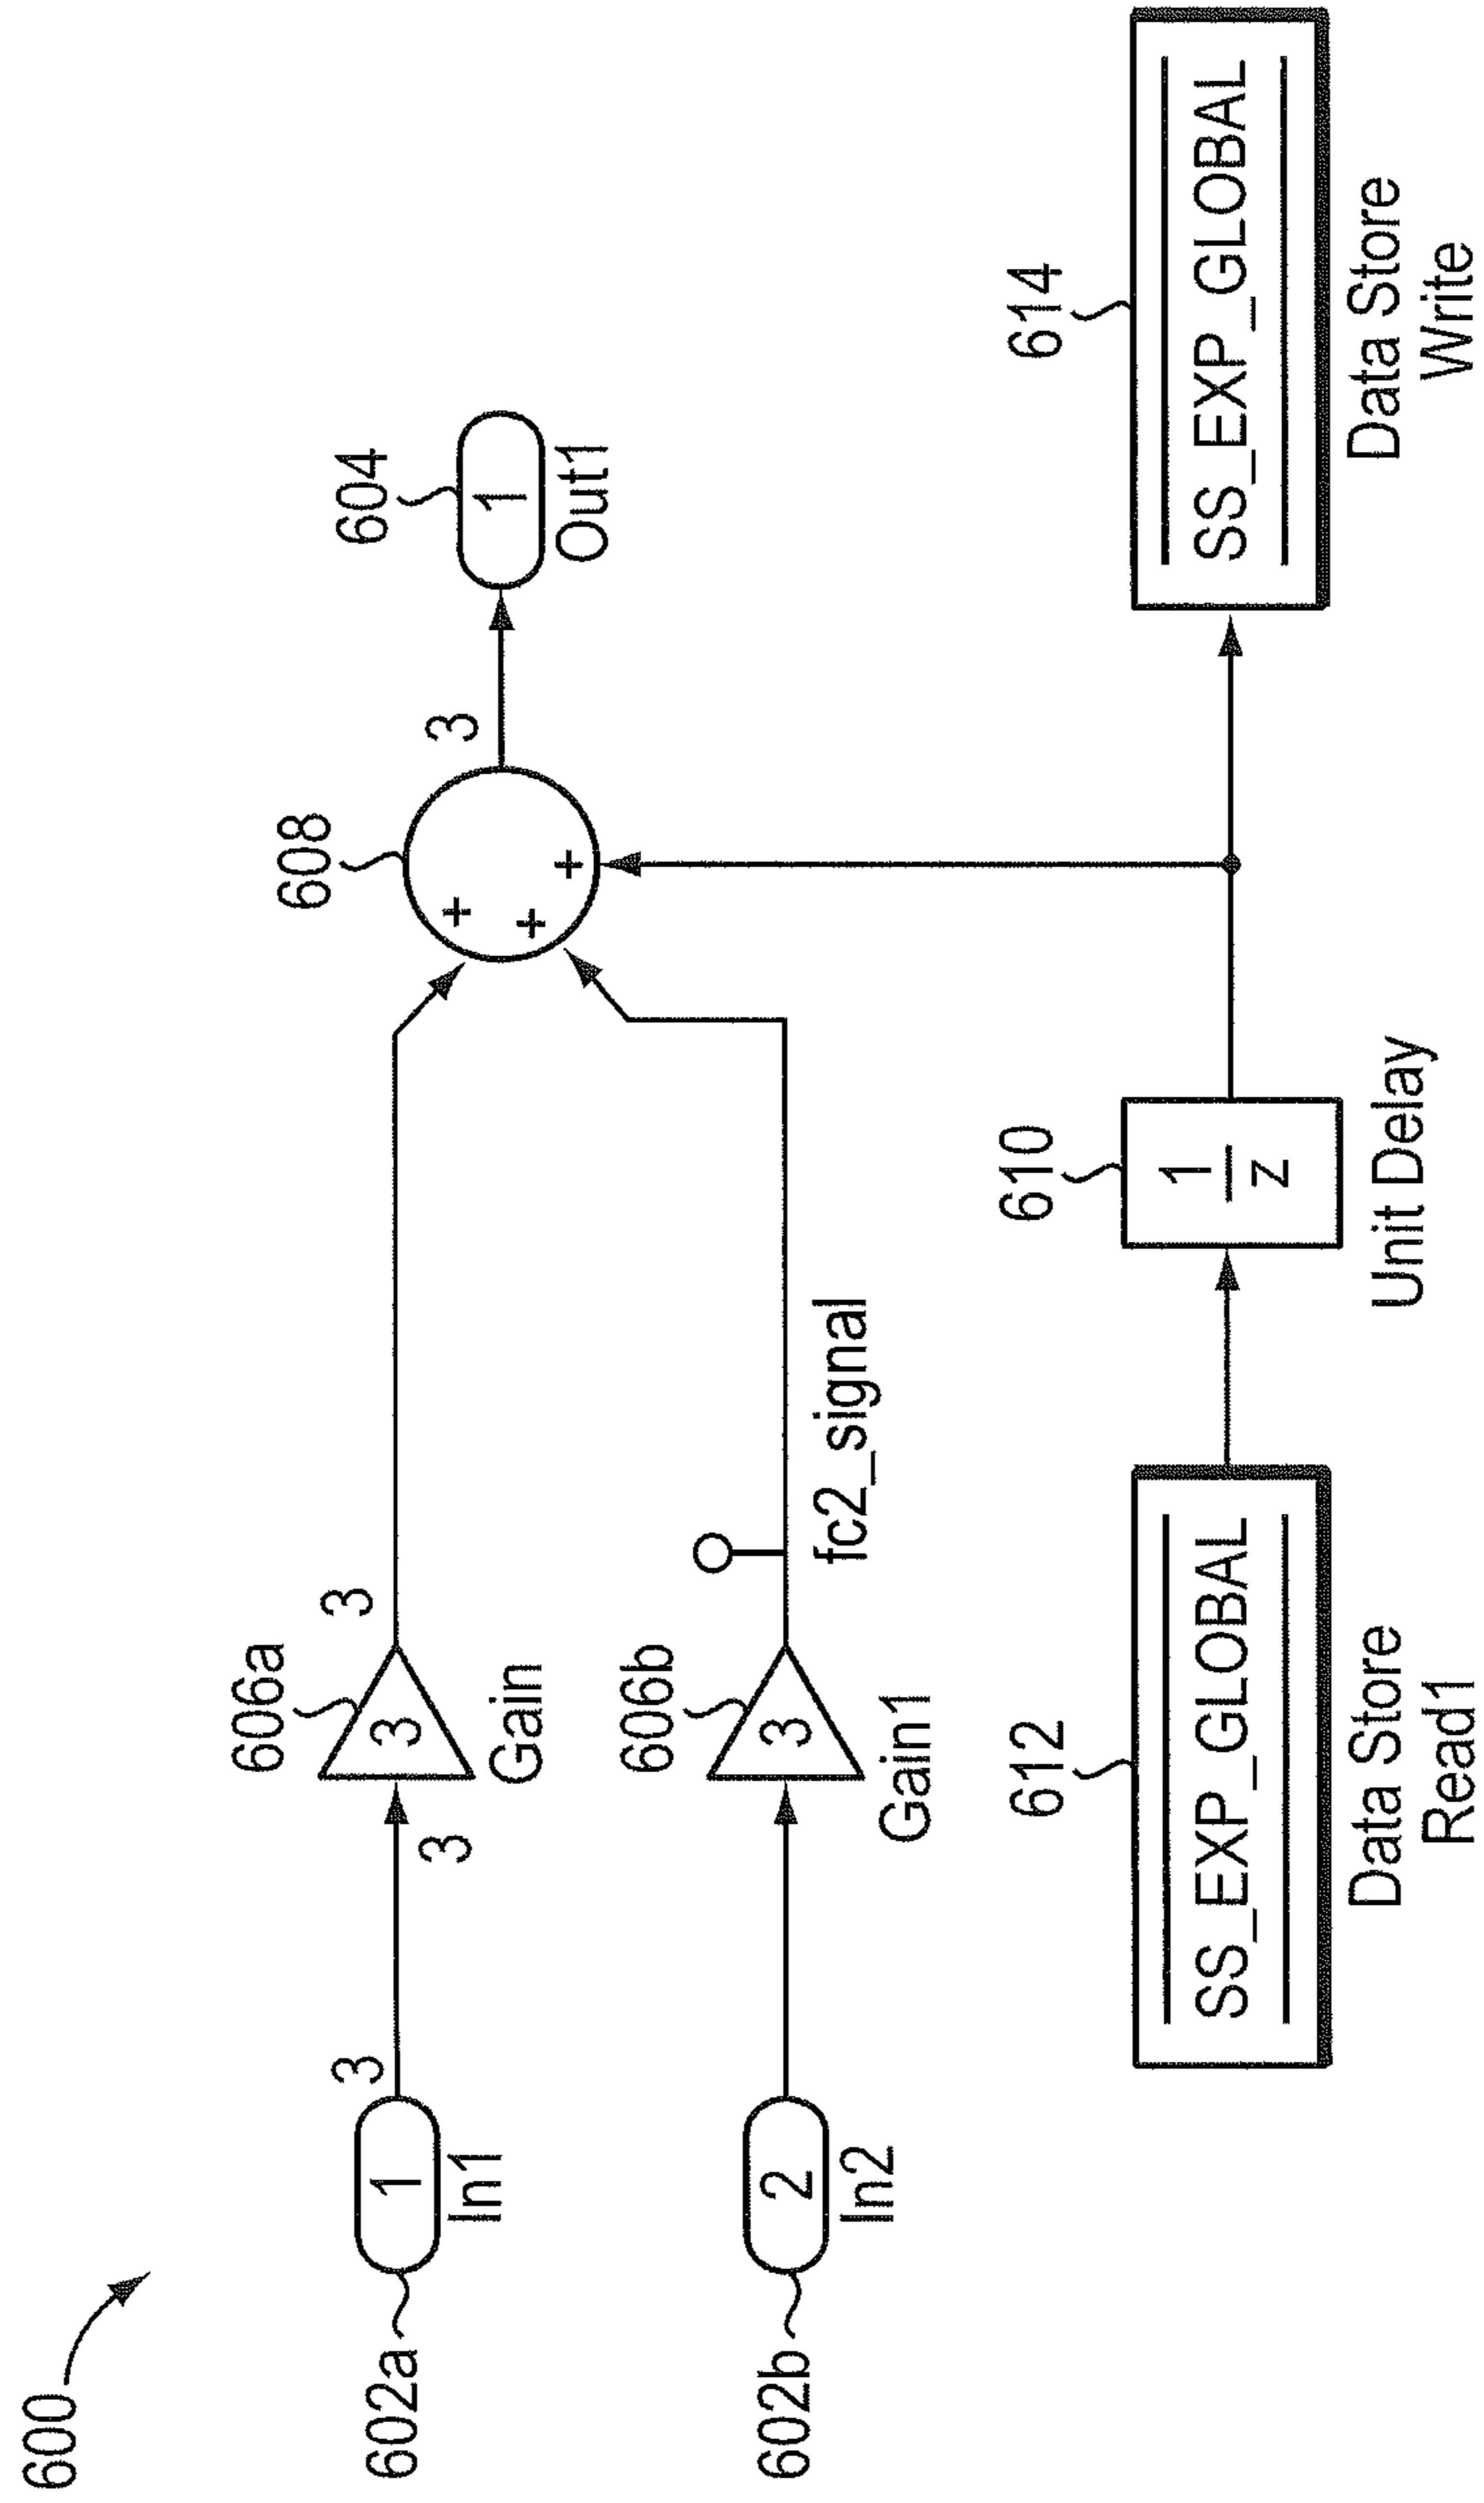 600
602a
1
In1
3
3
606a
3
Gain
3
608
+
+
+
3
604
1
Out1
602b
2
In2
606b
3
Gain1
fc2_signal
612
SS_EXP_GLOBAL
Data Store
Read1
610
1
z
Unit Delay
614
SS_EXP_GLOBAL
Data Store
Write